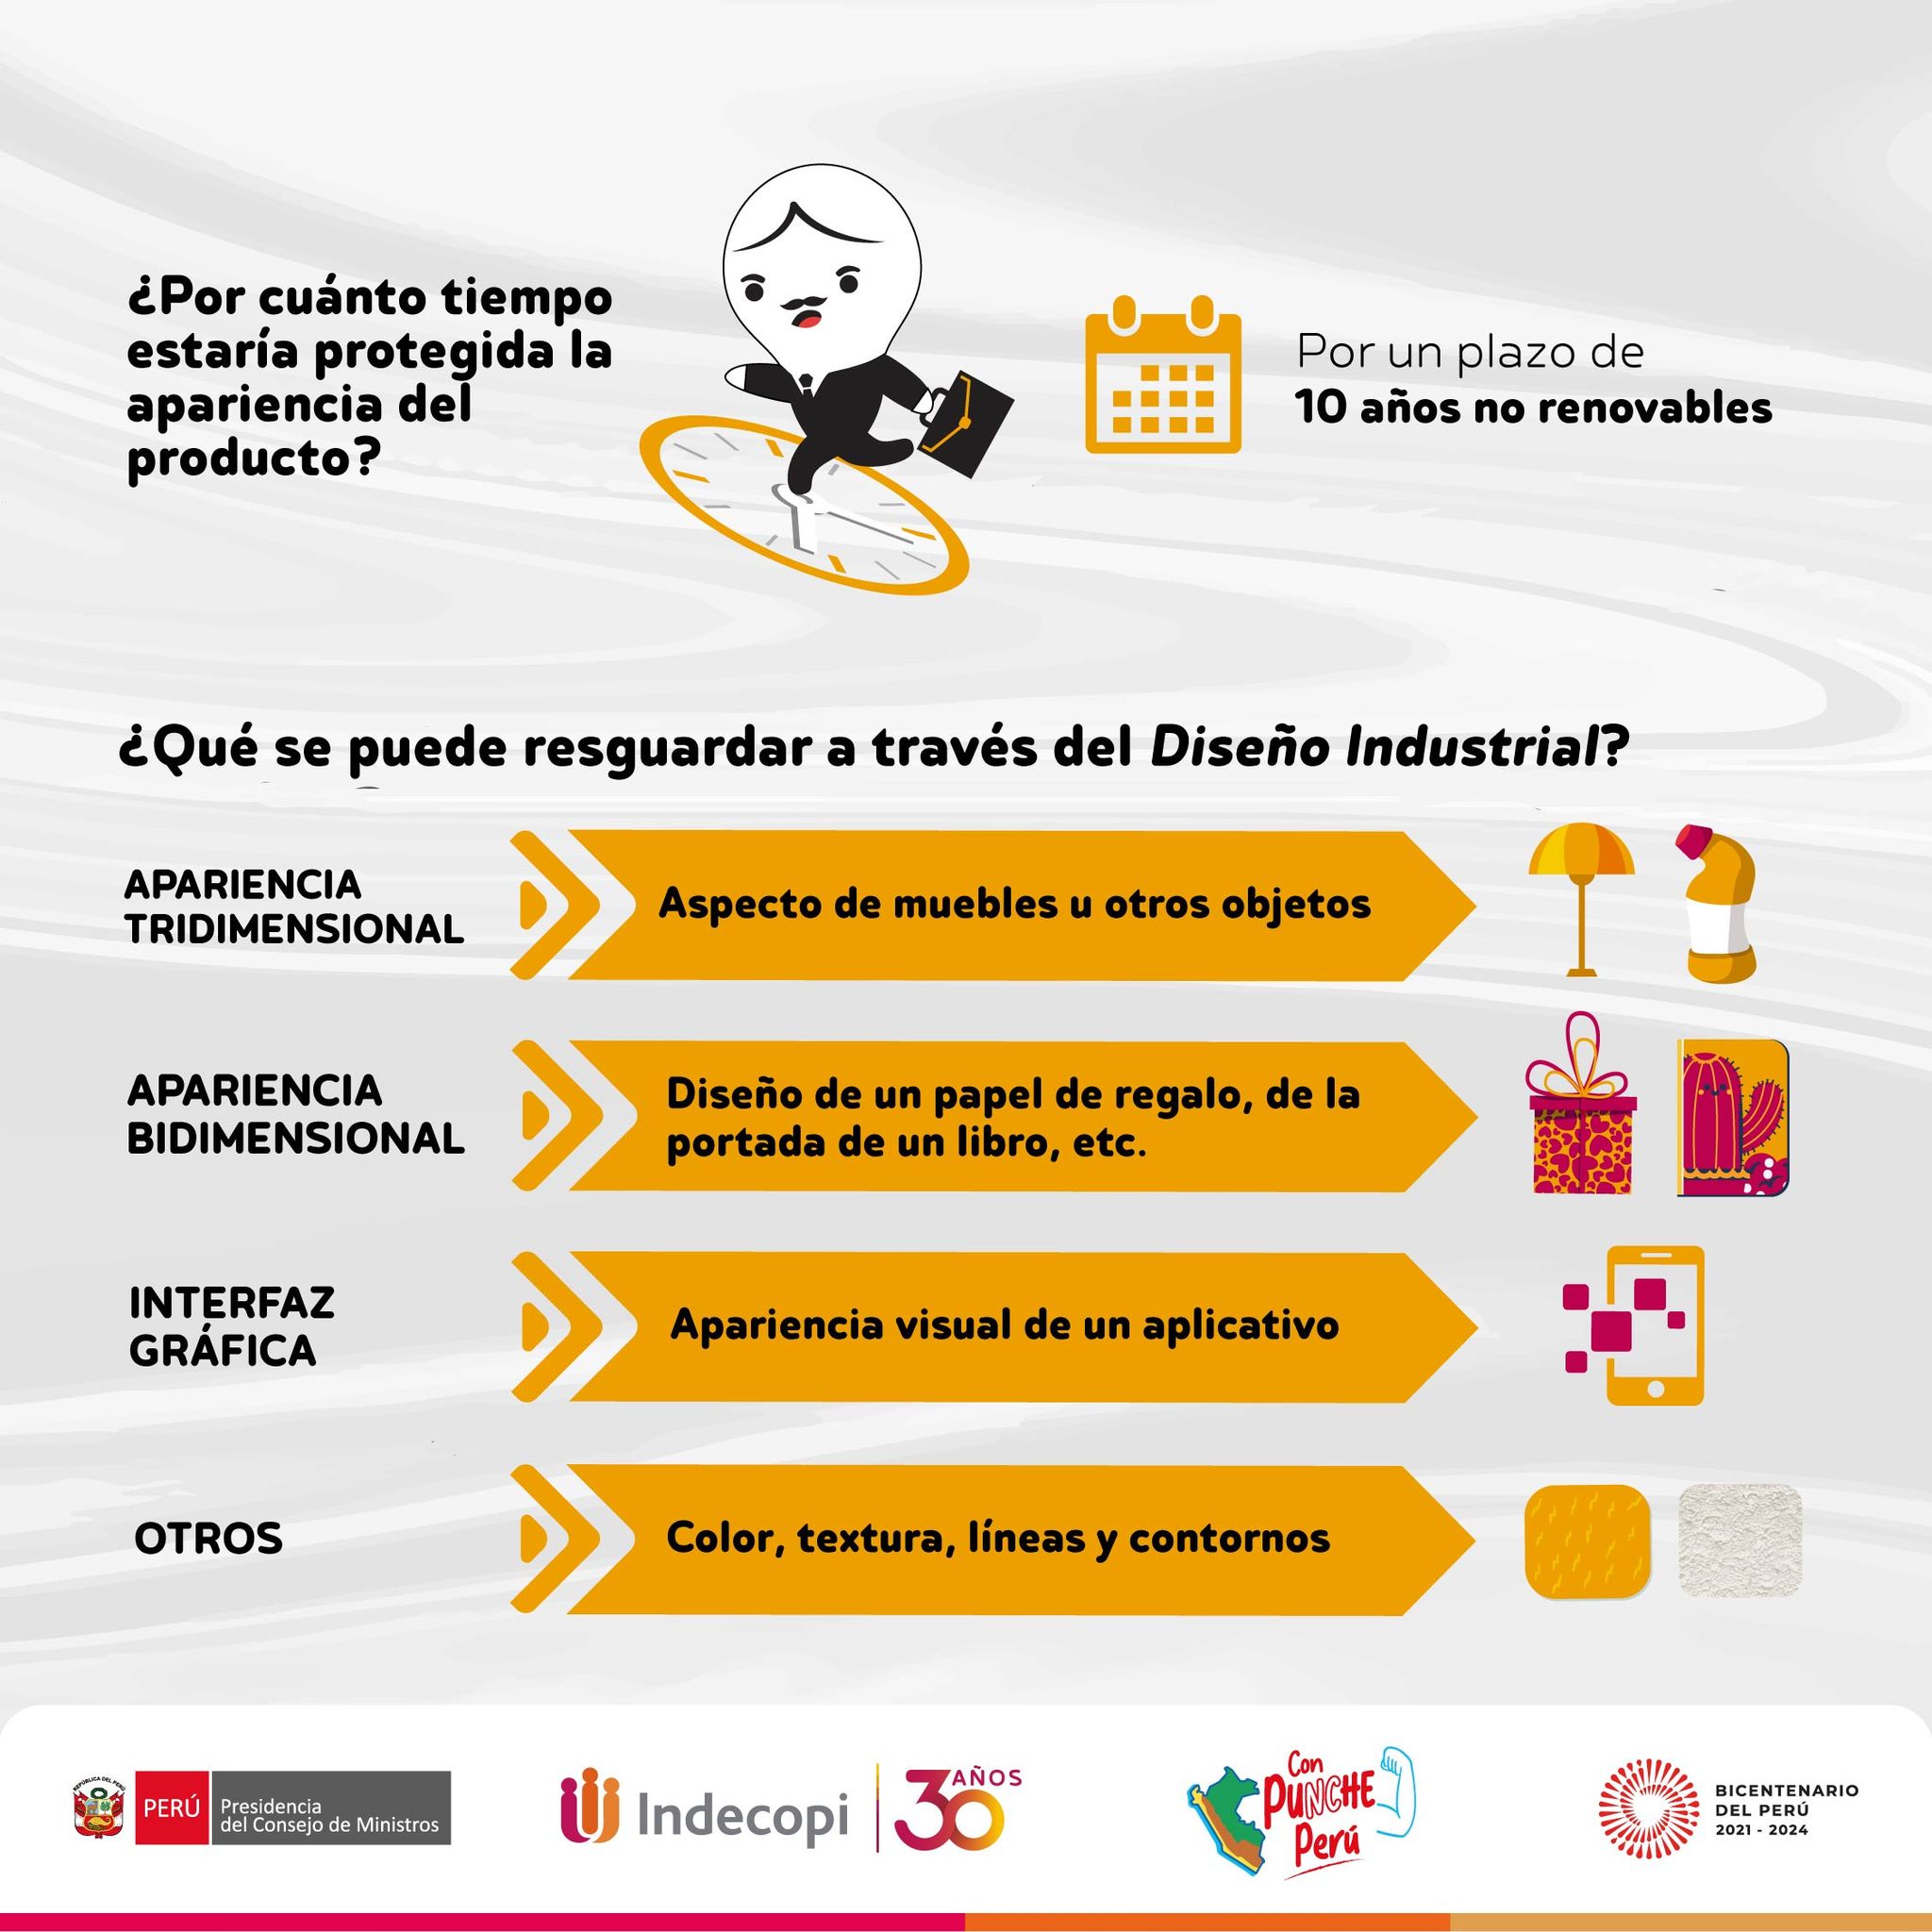 ¿Por cuánto tiempo
estaría protegida la
apariencia del
producto?
Por un plazo de
10 años no renovables
¿Qué se puede resguardar a través del Diseño Industrial?
APARIENCIA
TRIDIMENSIONAL
Aspecto de muebles u otros objetos
APARIENCIA
BIDIMENSIONAL
Diseño de un papel de regalo, de la
portada de un libro, etc.
INTERFAZ
GRÁFICA
Apariencia visual de un aplicativo
OTROS
Color, textura, líneas y contornos
REPÚBLICA DEL PERÚ
PERÚ
Presidencia
del Consejo de Ministros
Indecopi
30 AÑOS
Con
PUNCHE
Perú
BICENTENARIO
DEL PERÚ
2021 - 2024